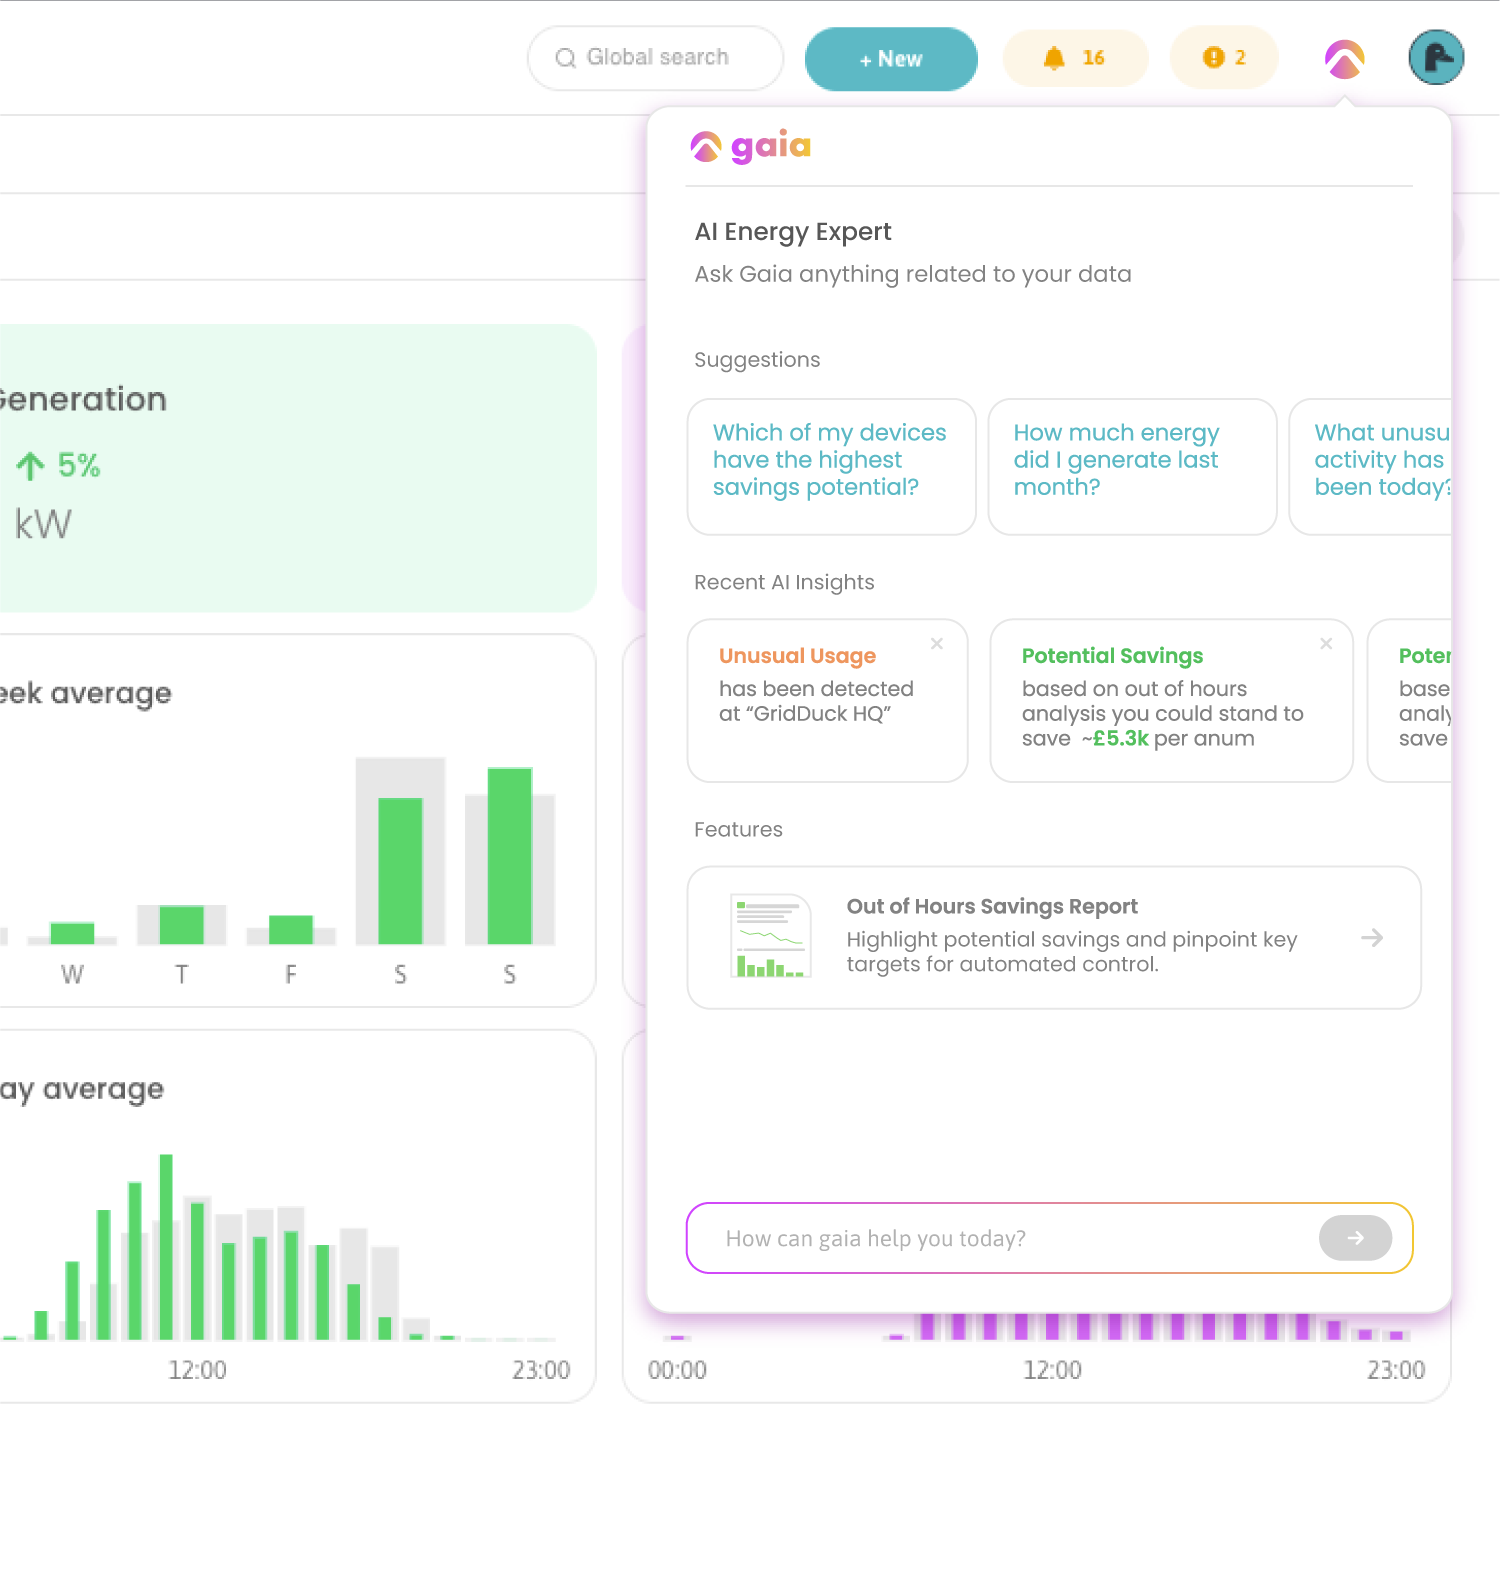 Global search
+ New
16
2
gaia
AI Energy Expert
Ask Gaia anything related to your data
Suggestions
Which of my devices
have the highest
savings potential?
How much energy
did I generate last
month?
What unusu
activity has
been today?
Recent AI Insights
Unusual Usage
has been detected
at “GridDuck HQ”
Potential Savings
based on out of hours
analysis you could stand to
save ~£5.3k per anum
Poter
base
analy
save
Features
Out of Hours Savings Report
Highlight potential savings and pinpoint key
targets for automated control.
How can gaia help you today?
Generation
5%
kW
eek average
W T F S S
ay average
12:00 23:00
00:00 12:00 23:00